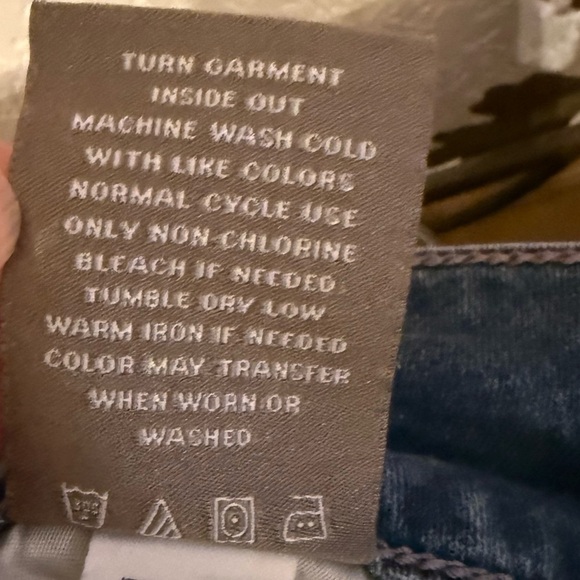 TURN GARMENT
INSIDE OUT
MACHINE WASH COLD
WITH LIKE COLORS
NORMAL CYCLE USE
ONLY NON-CHLORINE
BLEACH IF NEEDED
TUMBLE DRY LOW
WARM IRON IF NEEDED
COLOR MAY TRANSFER
WHEN WORN OR
WASHED